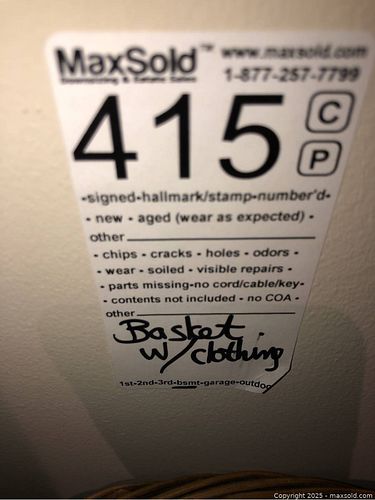 MaxSold™ www.maxsold.com
Downsizing & Estate Sales 1-877-257-7799
415 C
P
-signed-hallmark/stamp-number'd-
- new - aged (wear as expected) -
other
- chips - cracks - holes - odors -
- wear - soiled - visible repairs -
- parts missing-no cord/cable/key-
- contents not included - no COA -
other
Basket
w/ clothing
1st-2nd-3rd-bsmt-garage-outdoo
Copyright © 2025 - maxsold.com